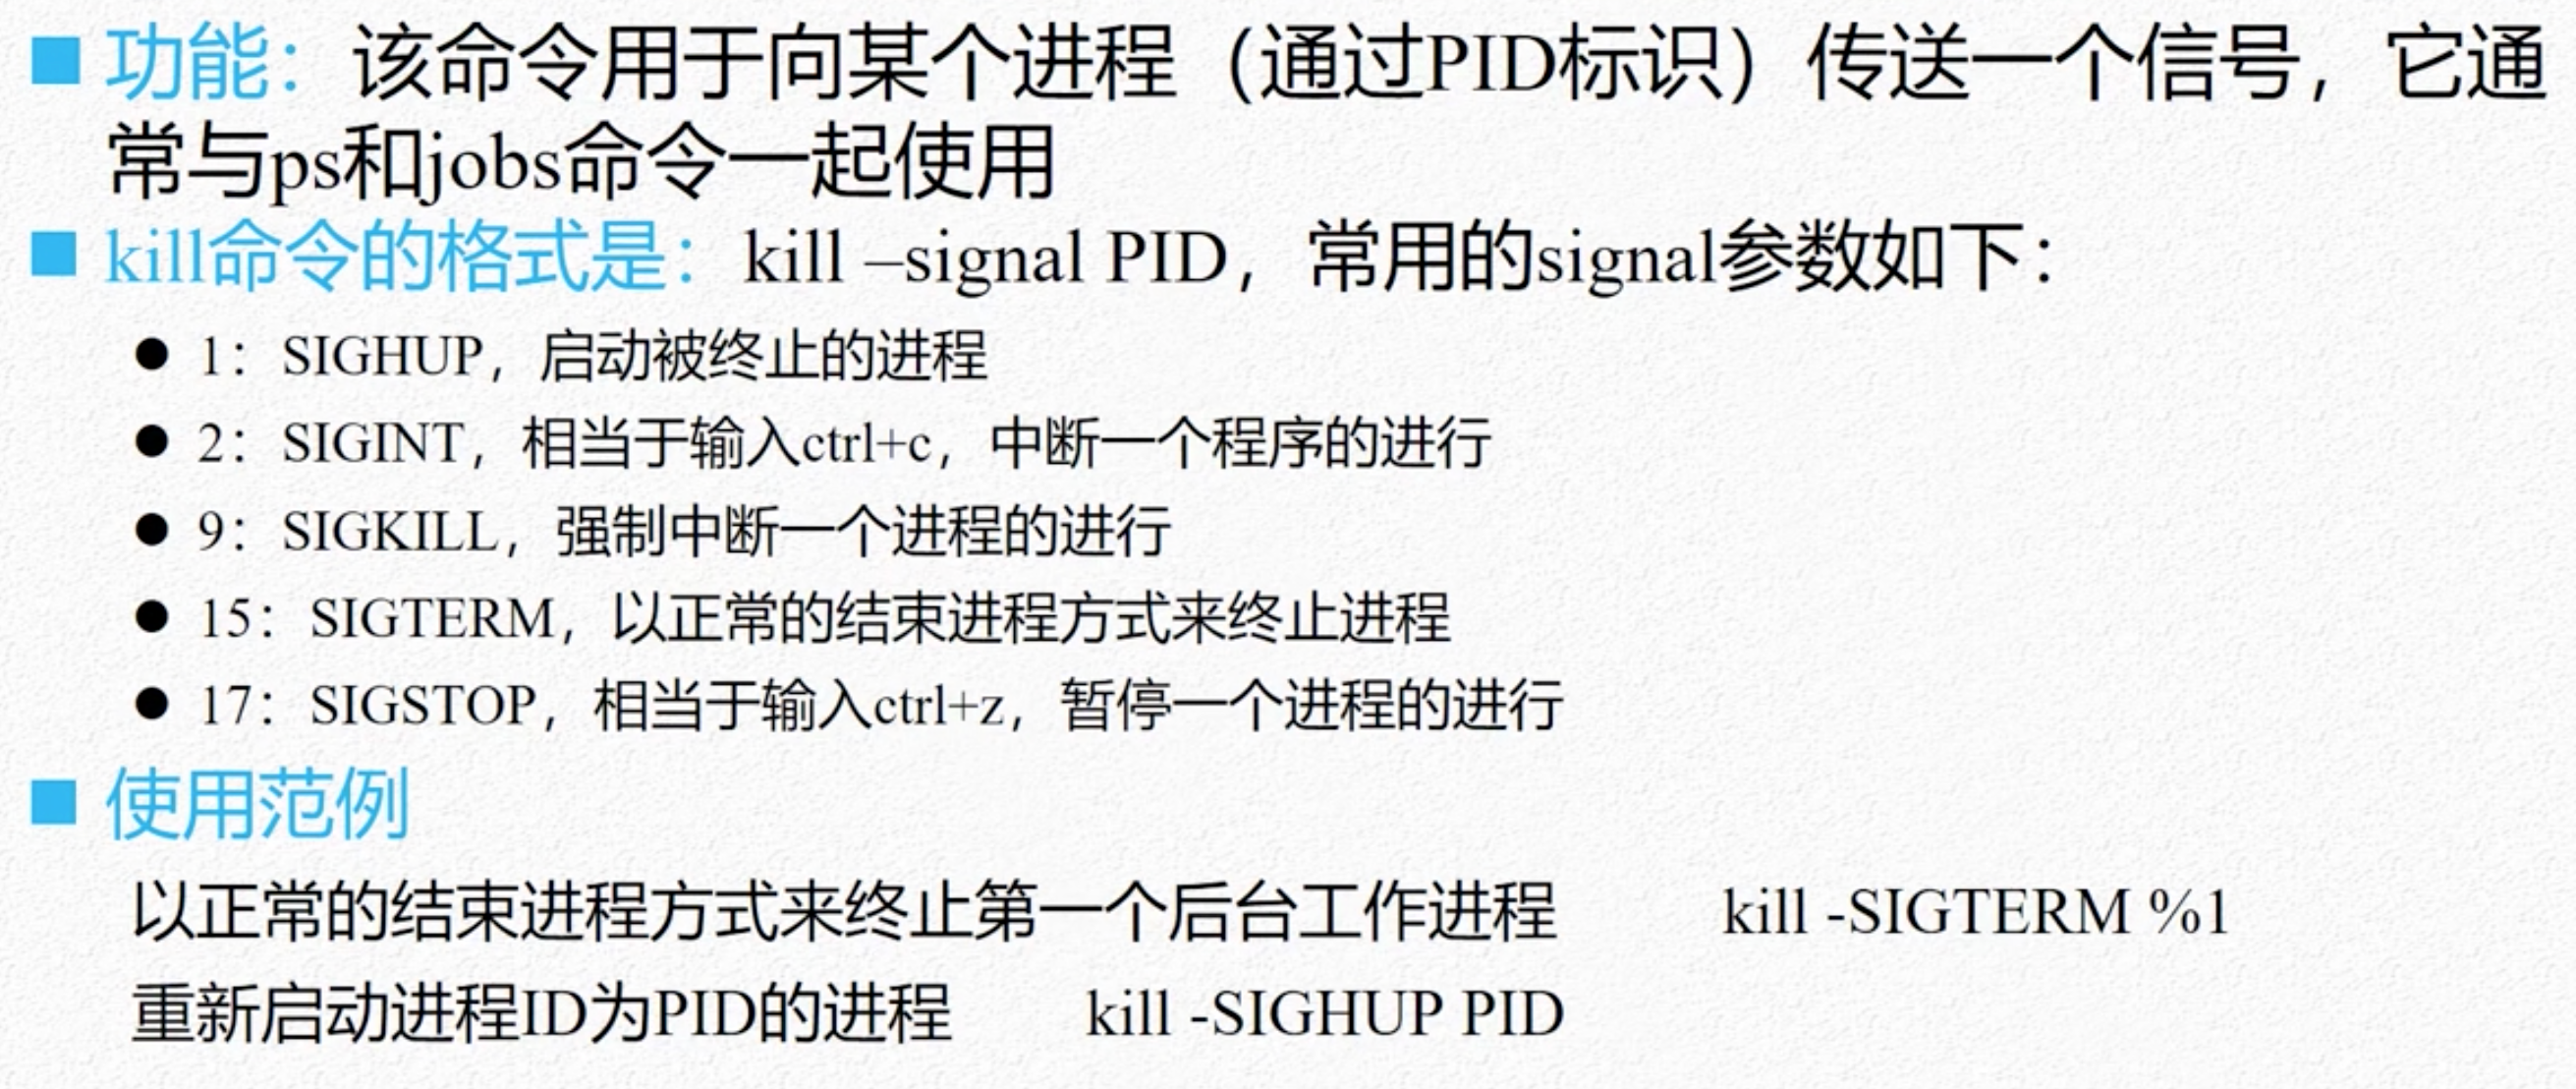 ■ 功能：该命令用于向某个进程（通过PID标识）传送一个信号，它通
常与ps和jobs命令一起使用
■ kill命令的格式是：kill –signal PID，常用的signal参数如下：
● 1：SIGHUP，启动被终止的进程
● 2：SIGINT，相当于输入ctrl+c，中断一个程序的进行
● 9：SIGKILL，强制中断一个进程的进行
● 15：SIGTERM，以正常的结束进程方式来终止进程
● 17：SIGSTOP，相当于输入ctrl+z，暂停一个进程的进行
■ 使用范例
以正常的结束进程方式来终止第一个后台工作进程 kill -SIGTERM %1
重新启动进程ID为PID的进程 kill -SIGHUP PID